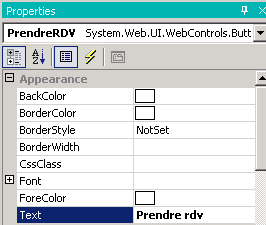 Properties
PrendreRDV System.Web.UI.WebControls.Butt
A Z
Appearance
BackColor
BorderColor
BorderStyle NotSet
BorderWidth
CssClass
Font
ForeColor
Text Prendre rdv